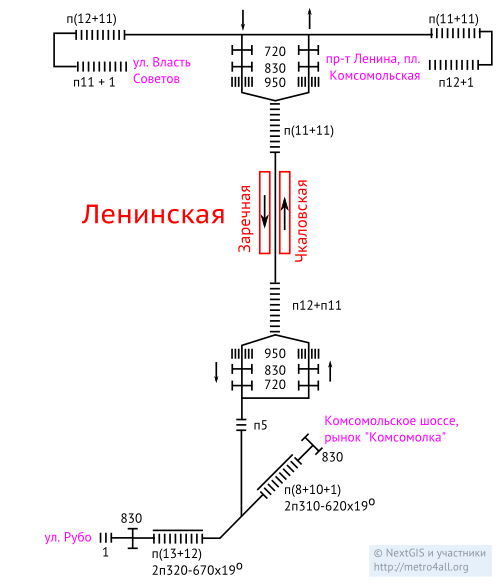 п(12+11)
п(11+11)
ул. Власть
Советов
720
пр-т Ленина, пл.
Комсомольская
830
950
п11 + 1
п12+1
п(11+11)
Ленинская
Заречная
Чкаловская
п12+п11
950
830
720
п5
Комсомольское шоссе,
рынок "Комсомолка"
830
п(8+10+1)
2п310-620x19⁰
ул. Рубо
830
1
п(13+12)
2п320-670x19⁰
© NextGIS и участники
http://metro4all.org